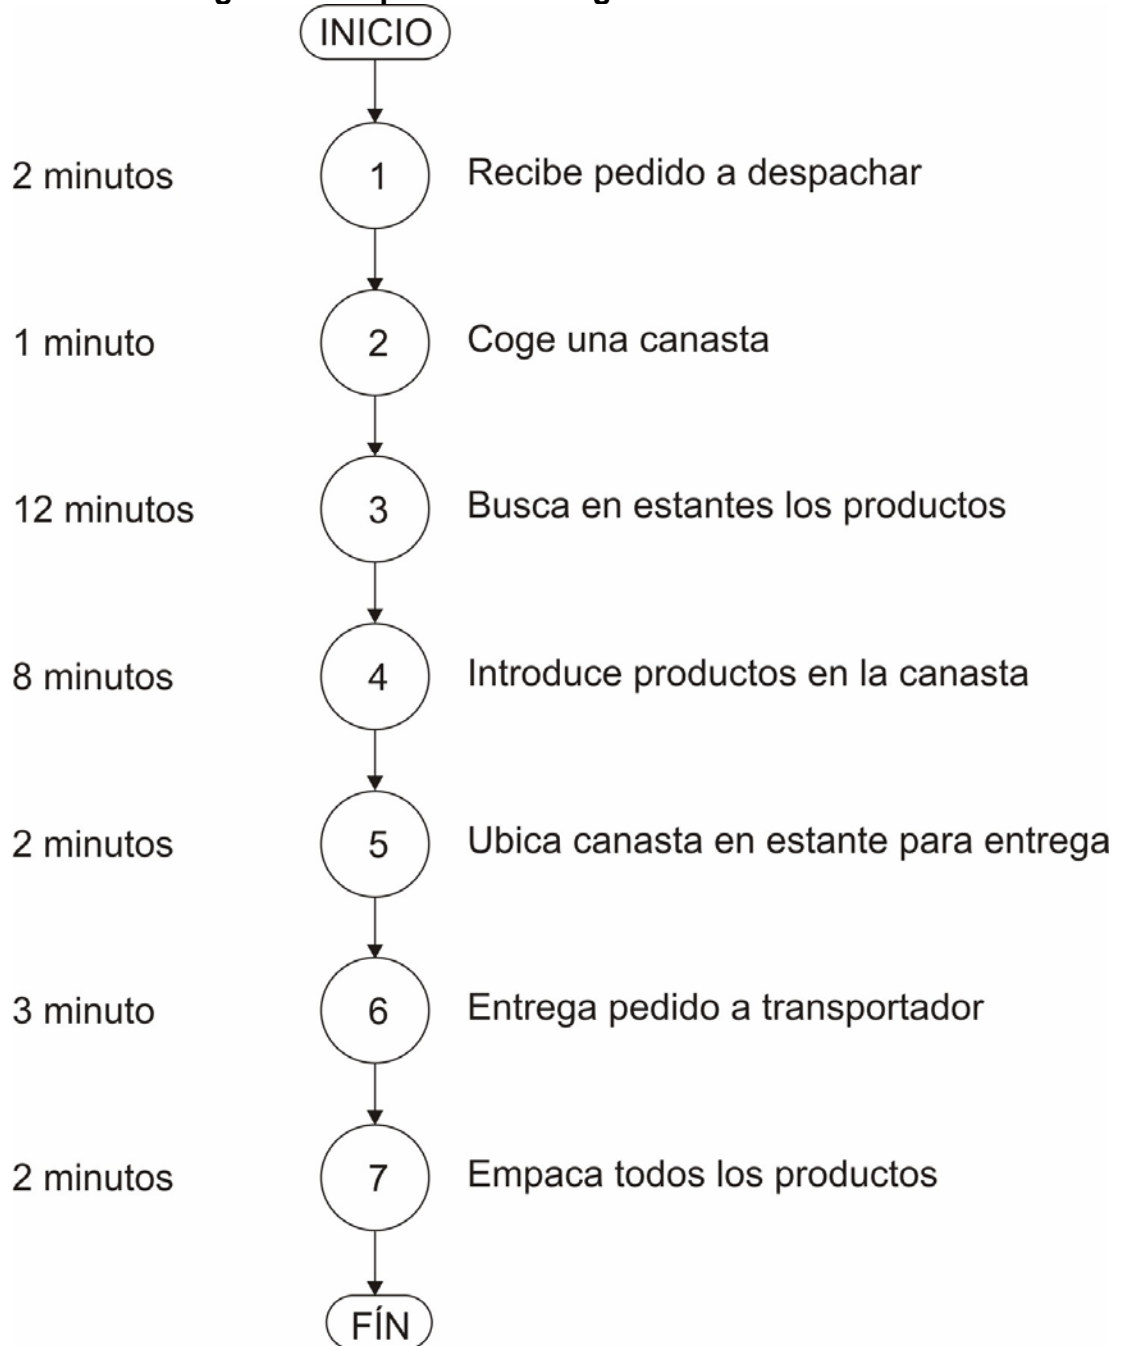 INICIO
2 minutos 1 Recibe pedido a despachar
1 minuto 2 Coge una canasta
12 minutos 3 Busca en estantes los productos
8 minutos 4 Introduce productos en la canasta
2 minutos 5 Ubica canasta en estante para entrega
3 minuto 6 Entrega pedido a transportador
2 minutos 7 Empaca todos los productos
FÍN